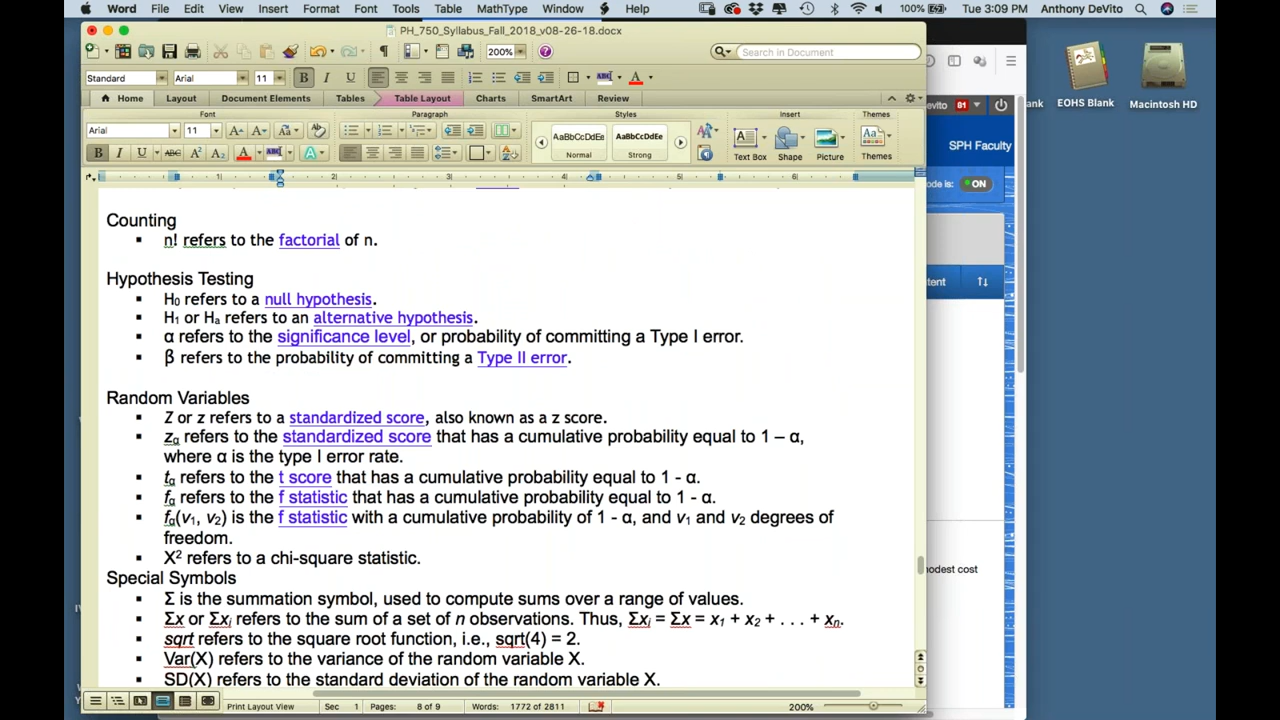 Word File Edit View Insert Format Font Tools Table MathType Window Help 100% Tue 3:09 PM Anthony DeVito
PH_750_Syllabus_Fall_2018_v08-26-18.docx
200% Search in Document
Standard Arial 11 B I U
Home Layout Document Elements Tables Table Layout Charts SmartArt Review
Font Paragraph Styles Insert Themes
Arial 11 AaBbCcDdEe AaBbCcDdEe
Normal Strong Text Box Shape Picture Themes
Counting
▪ n! refers to the factorial of n.
Hypothesis Testing
▪ H0 refers to a null hypothesis.
▪ H1 or Ha refers to an alternative hypothesis.
▪ α refers to the significance level, or probability of committing a Type I error.
▪ β refers to the probability of committing a Type II error.
Random Variables
▪ Z or z refers to a standardized score, also known as a z score.
▪ zα refers to the standardized score that has a cumulative probability equal to 1 – α,
where α is the type I error rate.
▪ tα refers to the t score that has a cumulative probability equal to 1 - α.
▪ fα refers to the f statistic that has a cumulative probability equal to 1 - α.
▪ fα(v1, v2) is the f statistic with a cumulative probability of 1 - α, and v1 and v2 degrees of
freedom.
▪ X² refers to a chi-square statistic.
Special Symbols
▪ Σ is the summation symbol, used to compute sums over a range of values.
▪ Σx or Σxi refers to the sum of a set of n observations. Thus, Σxi = Σx = x1 + x2 + . . . + xn.
▪ sqrt refers to the square root function, i.e., sqrt(4) = 2.
▪ Var(X) refers to the variance of the random variable X.
▪ SD(X) refers to the standard deviation of the random variable X.
Print Layout View Sec 1 Pages: 8 of 9 Words: 1772 of 2811 200%
EOHS Blank
Macintosh HD
ank
evito 91
SPH Faculty
ode is: ON
tent
modest cost